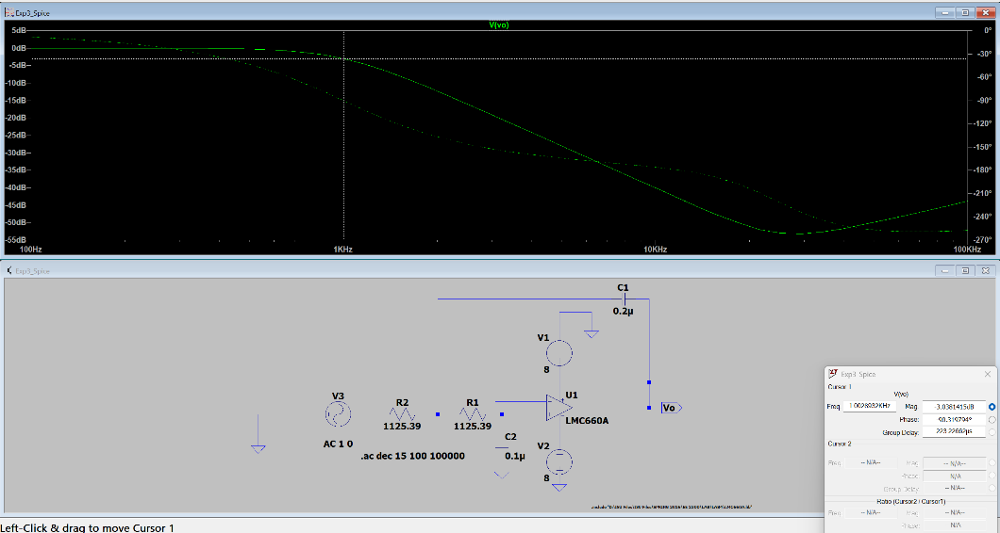 Exp3_Spice
V(vo)
5dB
0dB
-5dB
-10dB
-15dB
-20dB
-25dB
-30dB
-35dB
-40dB
-45dB
-50dB
-55dB
0°
-30°
-60°
-90°
-120°
-150°
-180°
-210°
-240°
-270°
100Hz
1KHz
10KHz
100KHz
Exp3_Spice
C1
0.2µ
V1
8
V3
R2
R1
U1
Vo
1125.39
1125.39
LMC660A
AC 1 0
C2
V2
.ac dec 15 100 100000
0.1µ
8
Exp3_Spice
Cursor 1
V(vo)
Freq: 1.0028932KHz Mag: -3.0381415dB
Phase: -90.319794°
Group Delay: 223.22662µs
Cursor 2
Freq: -- N/A-- Mag: -- N/A--
Phase: N/A
Group Delay: -- N/A--
Ratio (Cursor2 / Cursor1)
Freq: -- N/A-- Mag: -- N/A--
Phase: N/A
Left-Click & drag to move Cursor 1